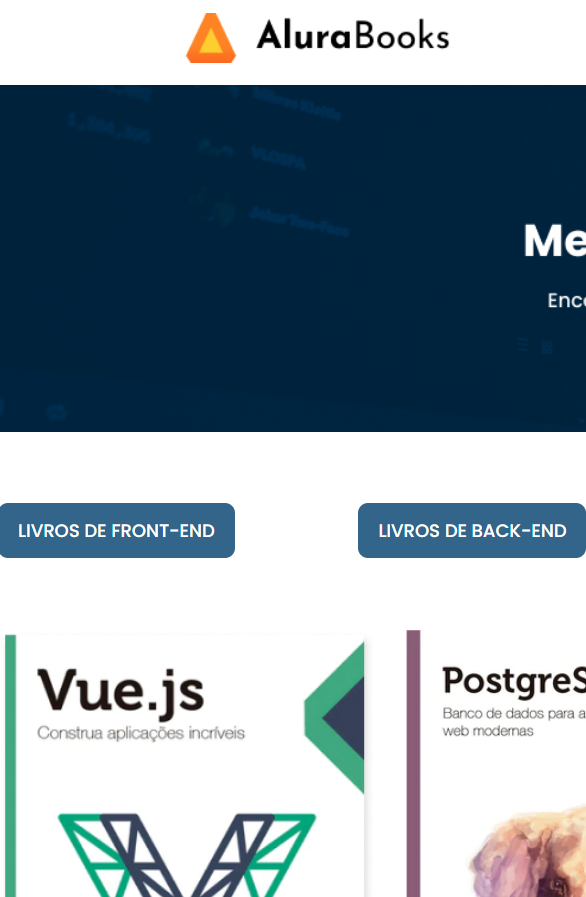 AluraBooks
Me
Enco
LIVROS DE FRONT-END
LIVROS DE BACK-END
Vue.js
Construa aplicações incríveis
PostgreS
Banco de dados para a
web modernas